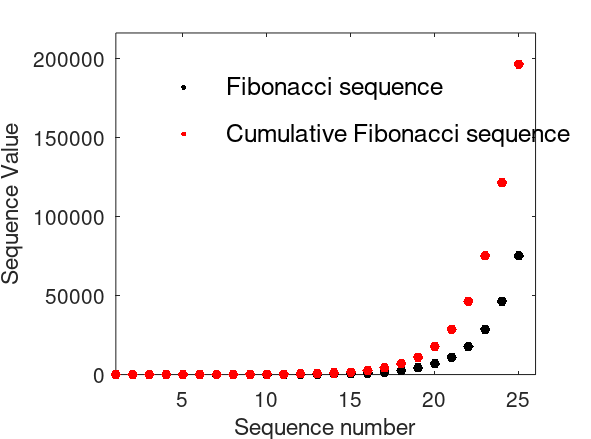 200000
150000
100000
50000
0
Sequence Value
Fibonacci sequence
Cumulative Fibonacci sequence
5 10 15 20 25
Sequence number